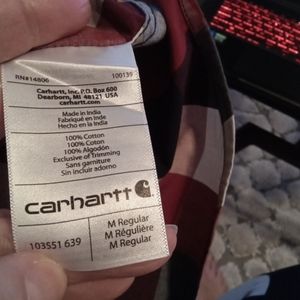 RN#14806 100139
Carhartt, Inc. P.O. Box 600
Dearborn, MI 48121 USA
carhartt.com
Made in India
Fabriqué en Inde
Hecho en la India
100% Cotton
100% Coton
100% Algodón
Exclusive of Trimming
Sans garniture
Sin incluir adorno
carhartt
103551 639
M Regular
M Régulière
M Regular